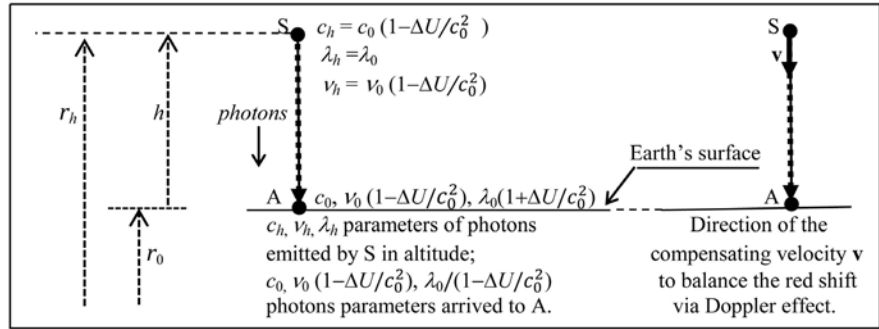 S
c_h = c_0 (1−ΔU/c_0^2 )
λ_h =λ_0
ν_h = ν_0 (1−ΔU/c_0^2)
S
v
r_h
h
photons
r_0
Earth's surface
A
c_0, ν_0 (1−ΔU/c_0^2), λ_0(1+ΔU/c_0^2)
c_h, ν_h, λ_h parameters of photons
emitted by S in altitude;
c_0, ν_0 (1−ΔU/c_0^2), λ_0/(1−ΔU/c_0^2)
photons parameters arrived to A.
A
Direction of the
compensating velocity v
to balance the red shift
via Doppler effect.